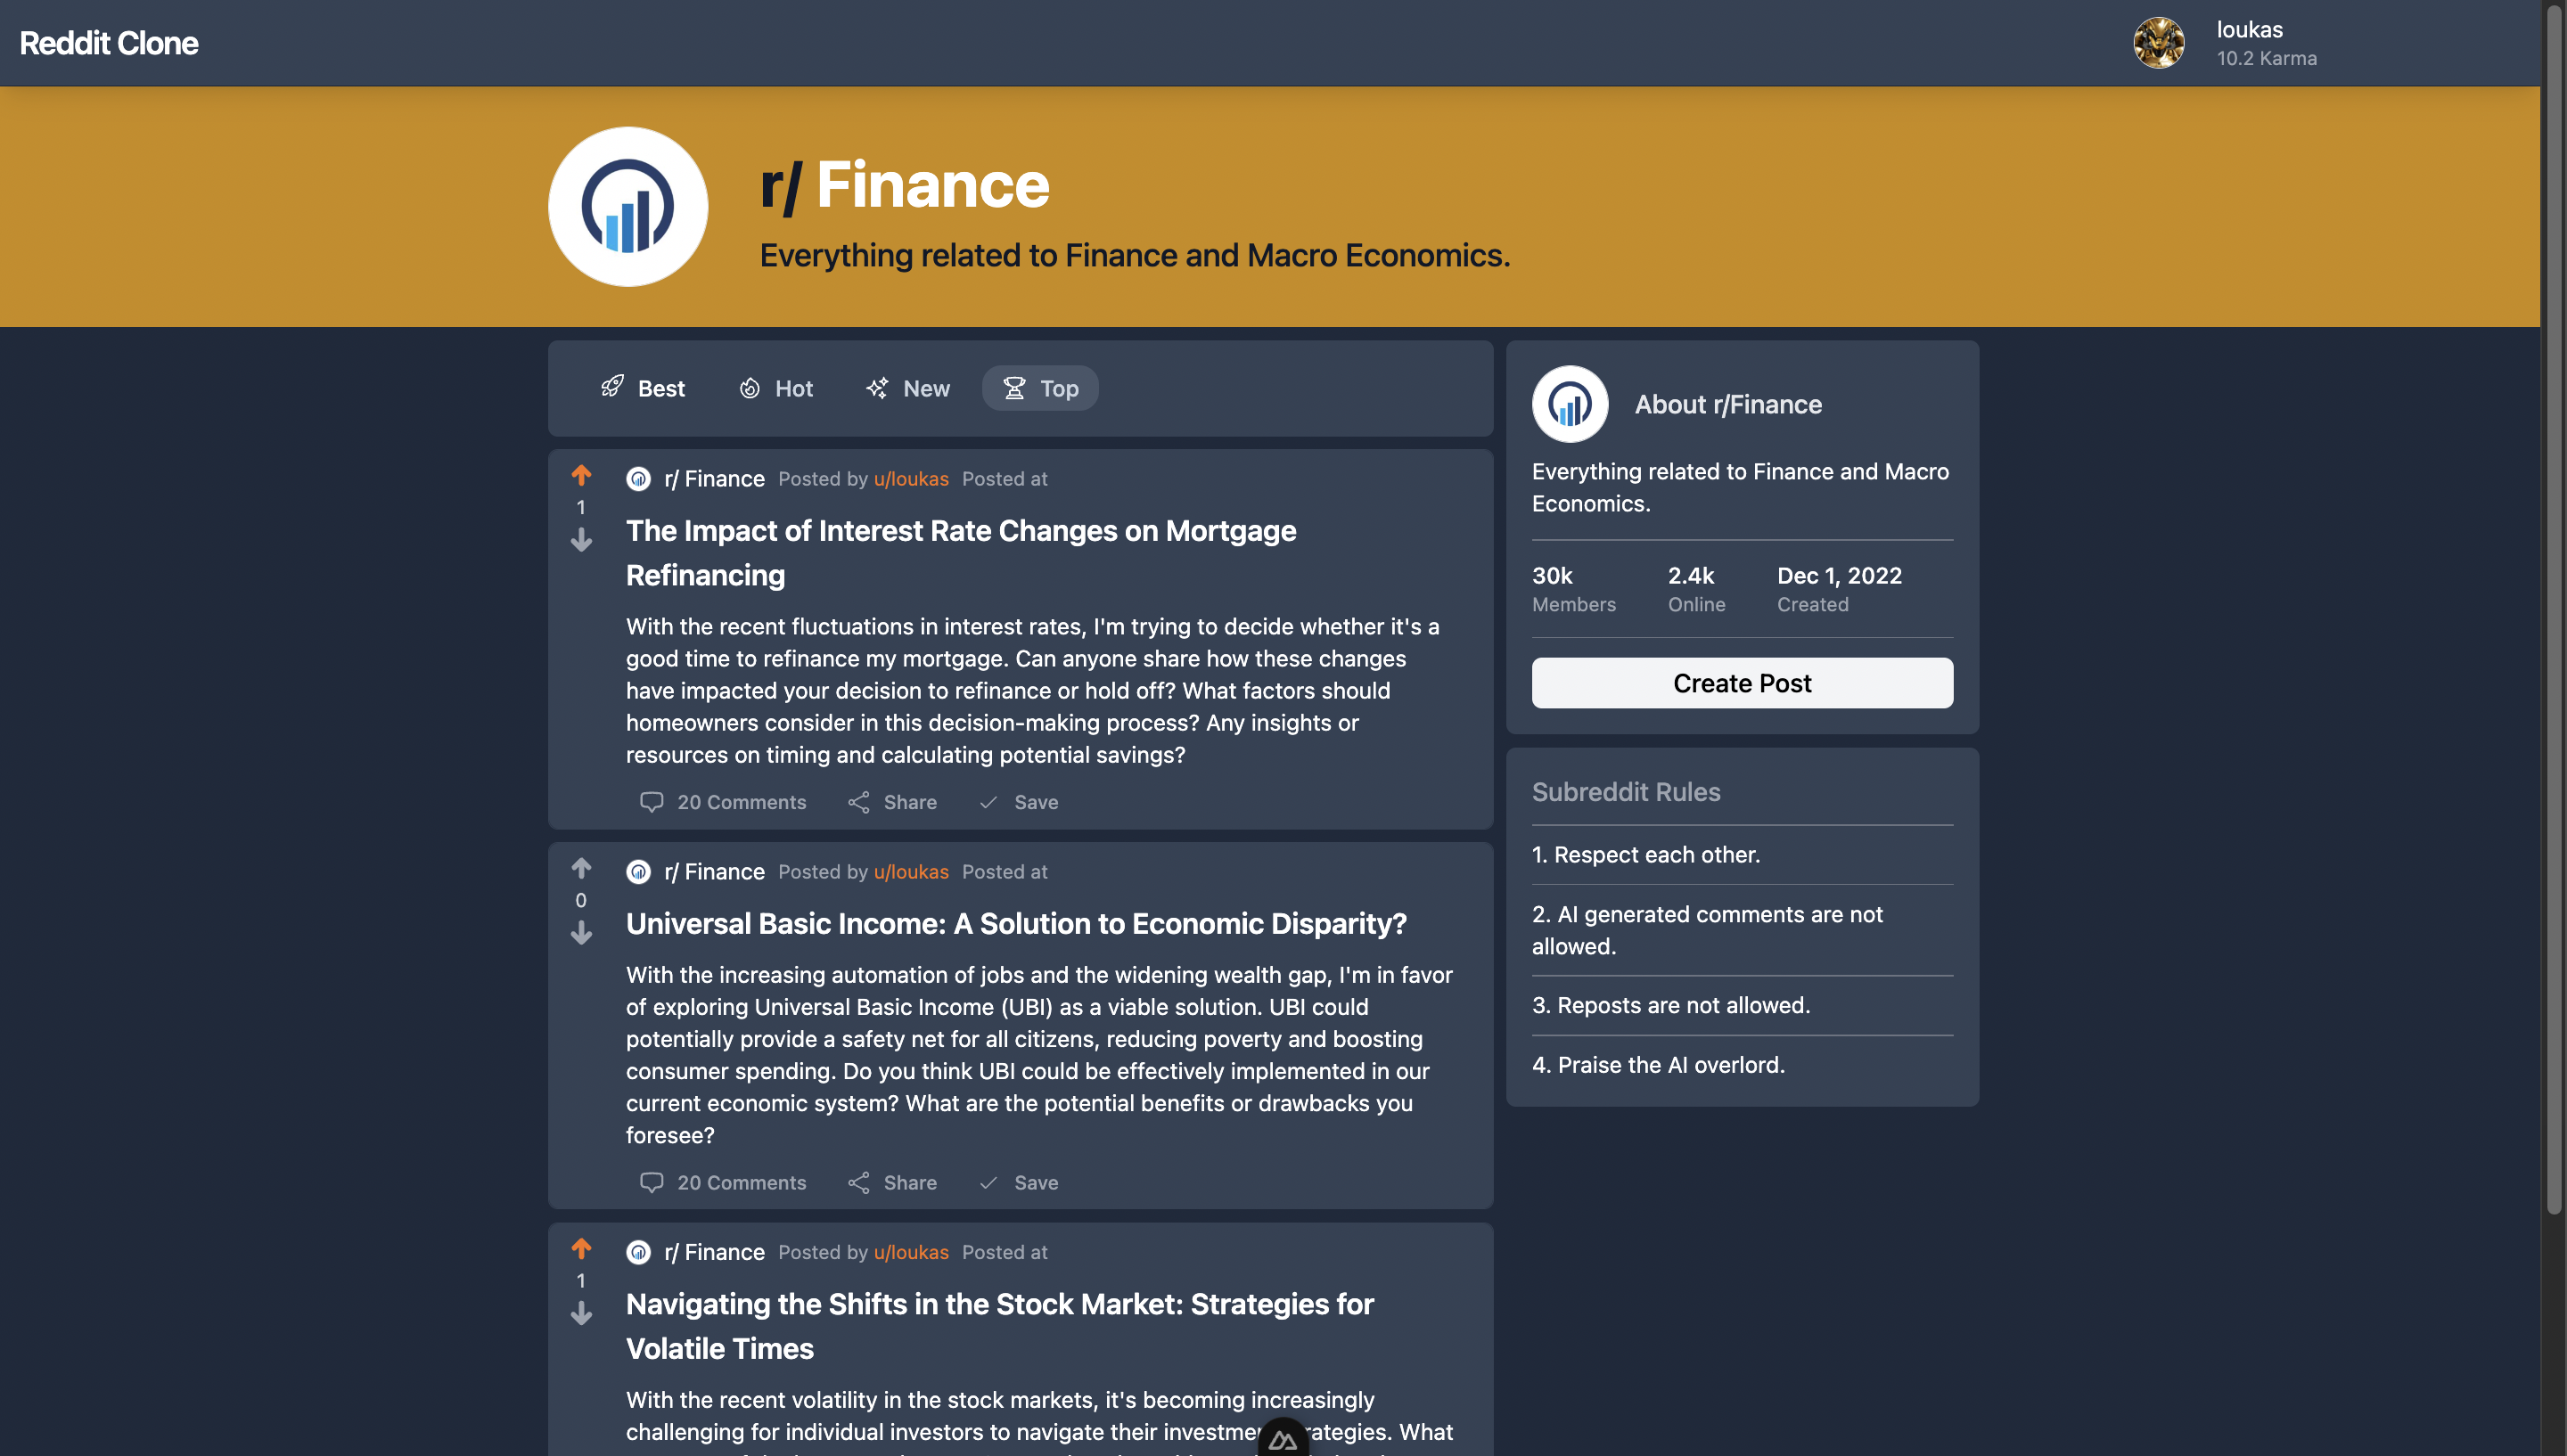 Reddit Clone
loukas
10.2 Karma
r/ Finance
Everything related to Finance and Macro Economics.
Best Hot New Top
r/ Finance Posted by u/loukas Posted at
1
The Impact of Interest Rate Changes on Mortgage
Refinancing
With the recent fluctuations in interest rates, I'm trying to decide whether it's a
good time to refinance my mortgage. Can anyone share how these changes
have impacted your decision to refinance or hold off? What factors should
homeowners consider in this decision-making process? Any insights or
resources on timing and calculating potential savings?
20 Comments Share Save
r/ Finance Posted by u/loukas Posted at
0
Universal Basic Income: A Solution to Economic Disparity?
With the increasing automation of jobs and the widening wealth gap, I'm in favor
of exploring Universal Basic Income (UBI) as a viable solution. UBI could
potentially provide a safety net for all citizens, reducing poverty and boosting
consumer spending. Do you think UBI could be effectively implemented in our
current economic system? What are the potential benefits or drawbacks you
foresee?
20 Comments Share Save
r/ Finance Posted by u/loukas Posted at
1
Navigating the Shifts in the Stock Market: Strategies for
Volatile Times
With the recent volatility in the stock markets, it's becoming increasingly
challenging for individual investors to navigate their What
About r/Finance
Everything related to Finance and Macro
Economics.
30k 2.4k Dec 1, 2022
Members Online Created
Create Post
Subreddit Rules
1. Respect each other.
2. AI generated comments are not
allowed.
3. Reposts are not allowed.
4. Praise the AI overlord.